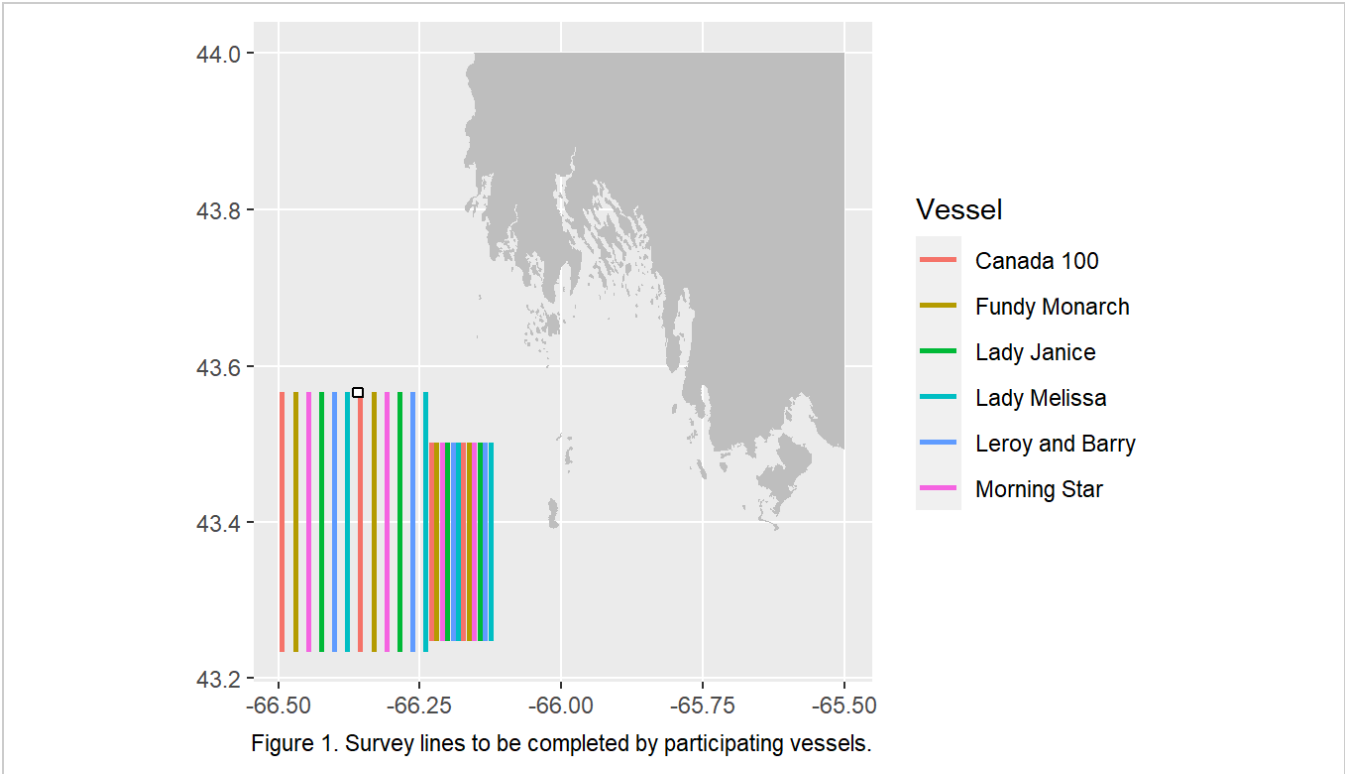 44.0
43.8
43.6
43.4
43.2
-66.50 -66.25 -66.00 -65.75 -65.50
Vessel
Canada 100
Fundy Monarch
Lady Janice
Lady Melissa
Leroy and Barry
Morning Star
Figure 1. Survey lines to be completed by participating vessels.